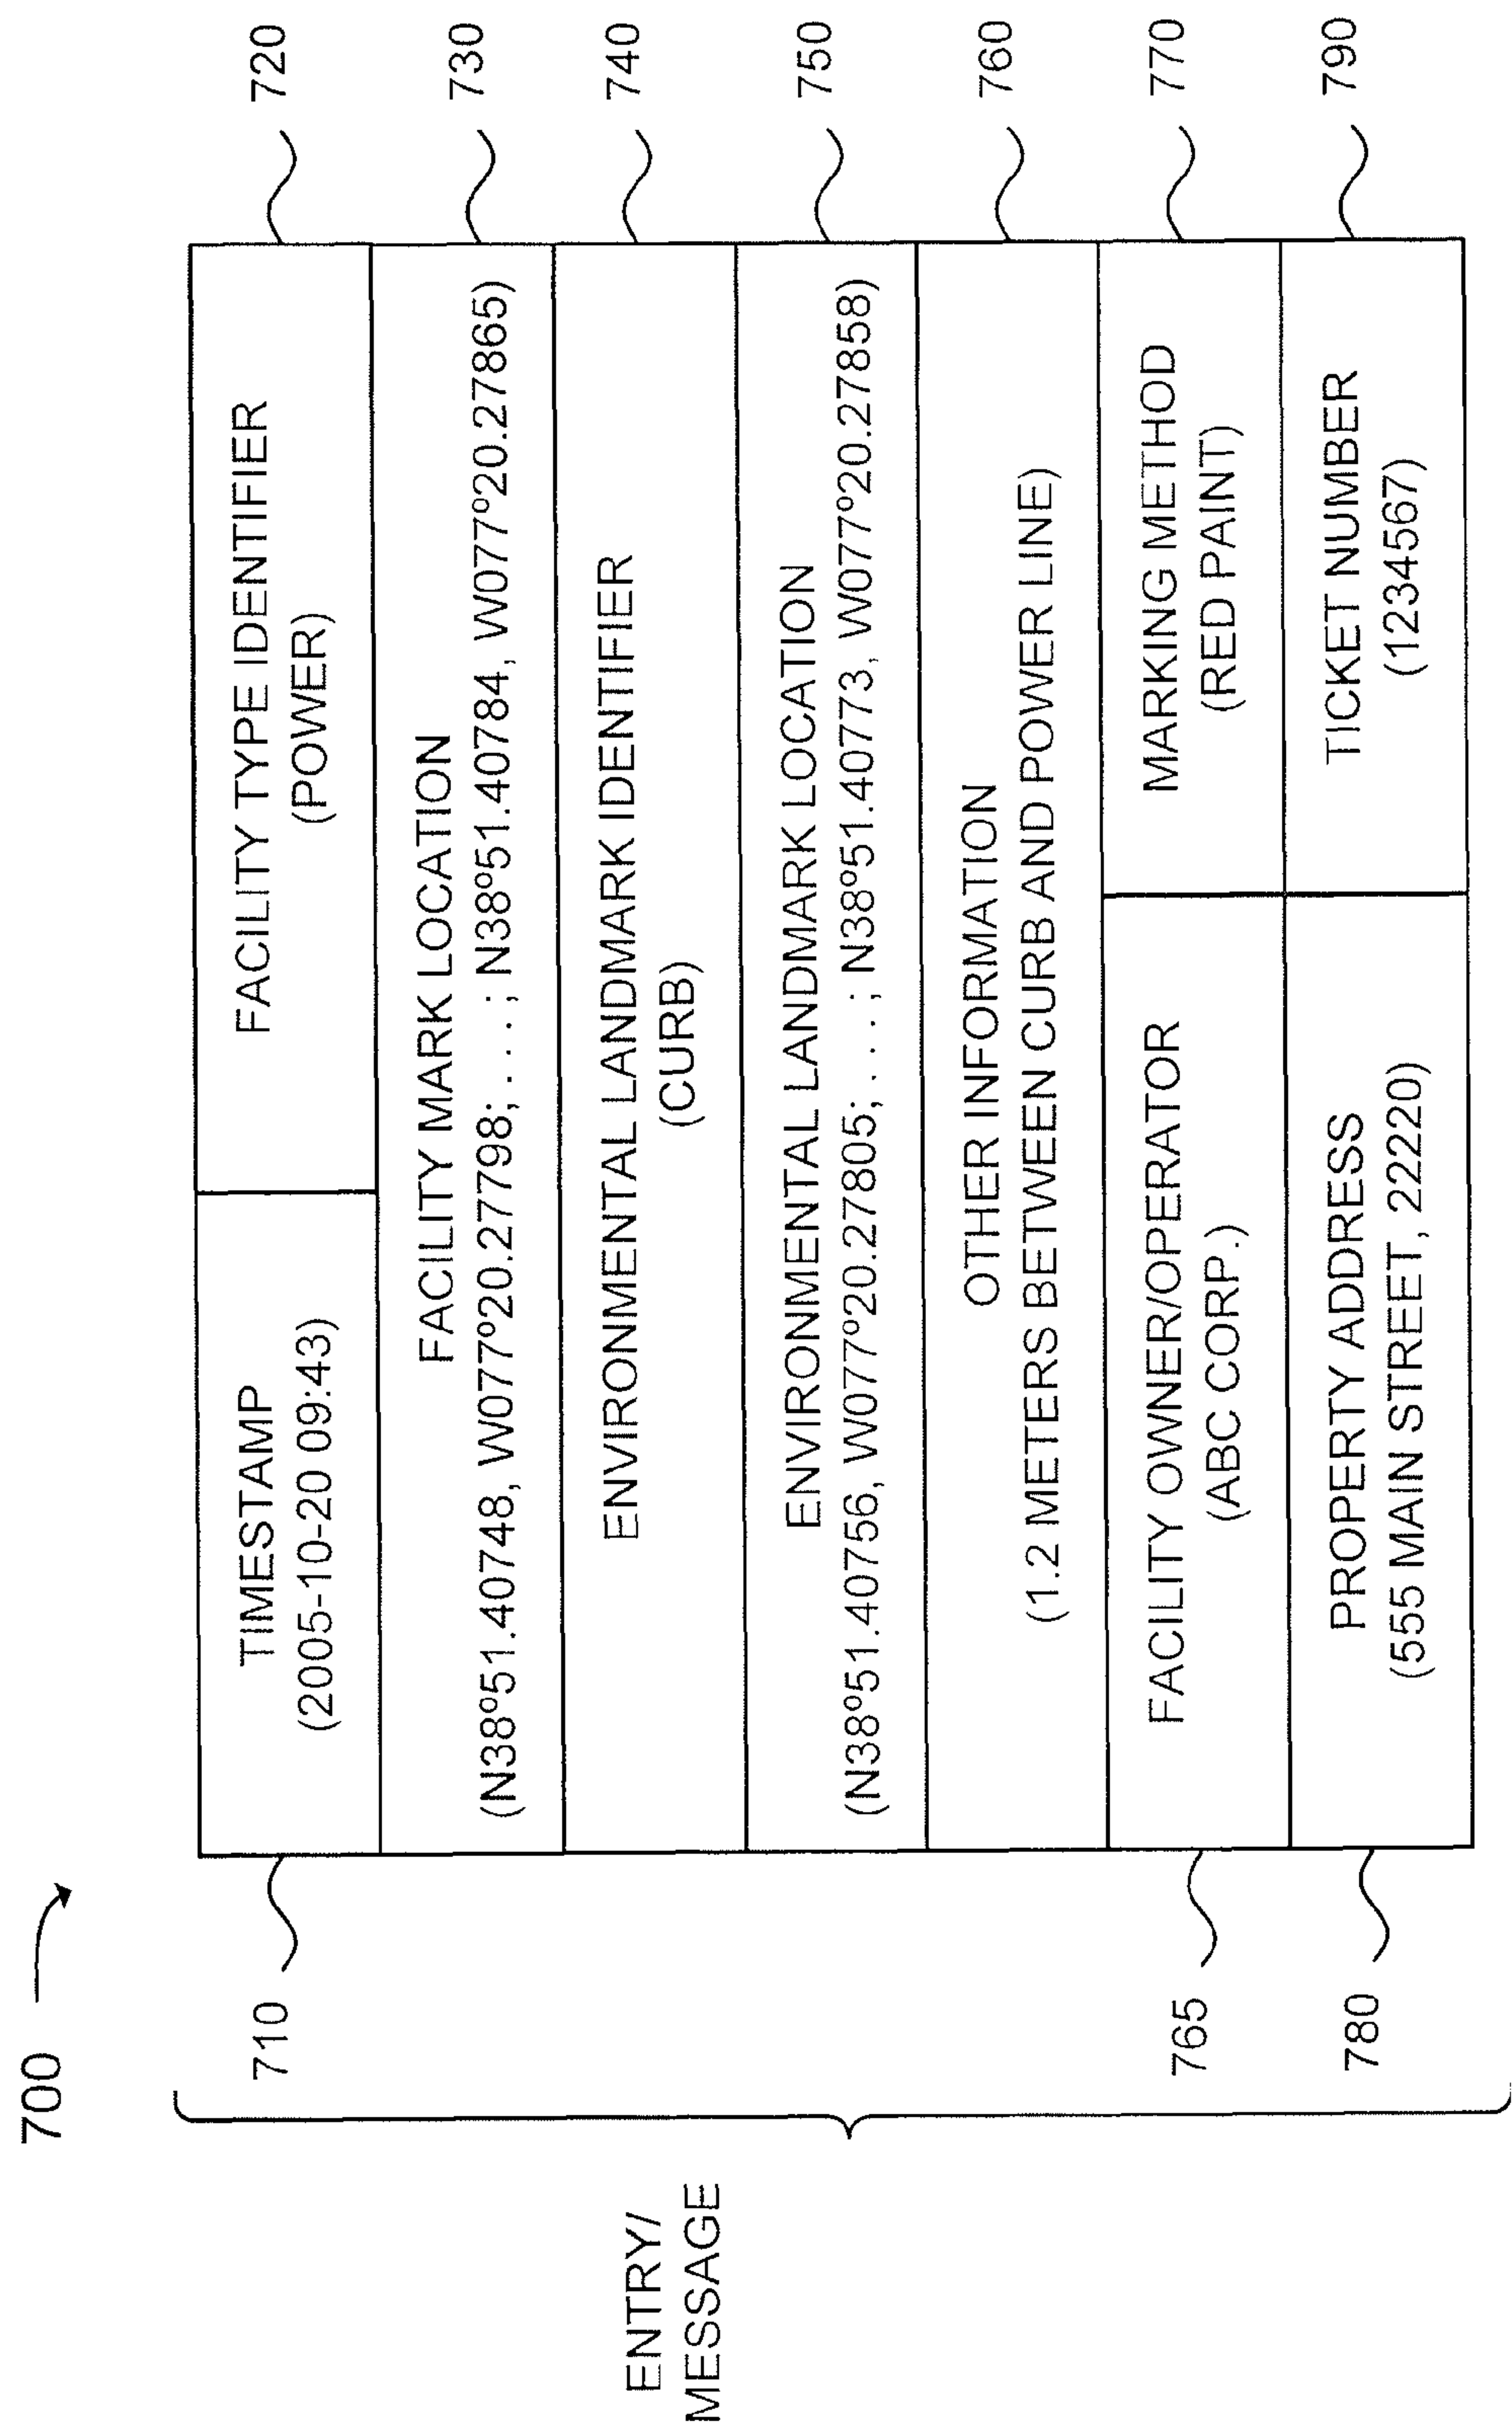 700
ENTRY/
MESSAGE
710
TIMESTAMP
(2005-10-20 09:43)
FACILITY TYPE IDENTIFIER
(POWER)
720
FACILITY MARK LOCATION
(N38°51.40748, W077°20.27798; . . . ; N38°51.40784, W077°20.27865)
730
ENVIRONMENTAL LANDMARK IDENTIFIER
(CURB)
740
ENVIRONMENTAL LANDMARK LOCATION
(N38°51.40756, W077°20.27805; . . . ; N38°51.40773, W077°20.27858)
750
OTHER INFORMATION
(1.2 METERS BETWEEN CURB AND POWER LINE)
760
765
FACILITY OWNER/OPERATOR
(ABC CORP.)
MARKING METHOD
(RED PAINT)
770
780
PROPERTY ADDRESS
(555 MAIN STREET, 22220)
TICKET NUMBER
(1234567)
790